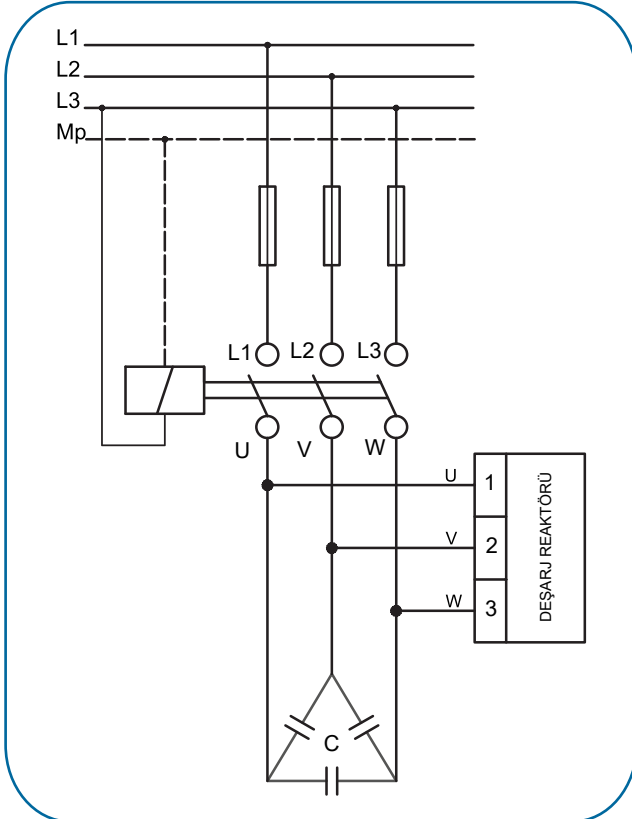 L1
L2
L3
Mp
L1 L2 L3
U V W
U 1
V 2
W 3
DEŞARJ REAKTÖRÜ
C